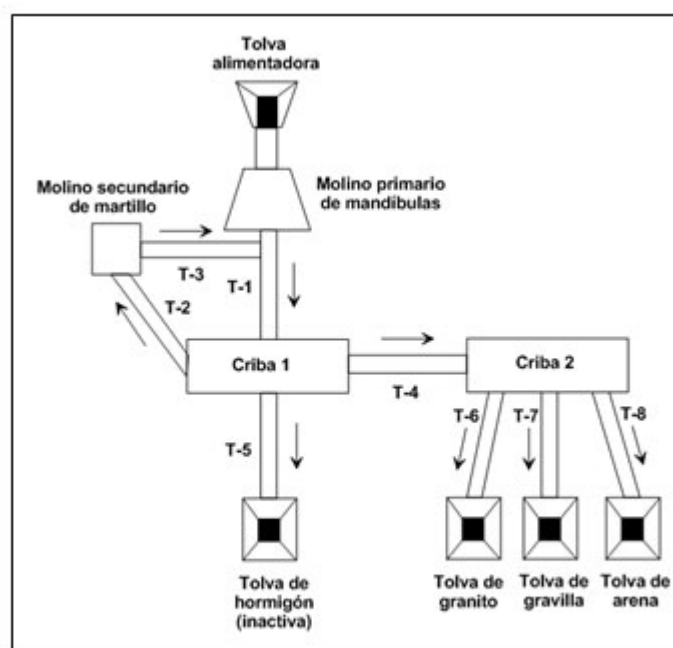 Tolva
alimentadora
Molino secundario
de martillo
Molino primario
de mandíbulas
T-3
T-1
T-2
Criba 1
Criba 2
T-4
T-5
T-6
T-7
T-8
Tolva de
hormigón
(inactiva)
Tolva de
granito
Tolva de
gravilla
Tolva de
arena